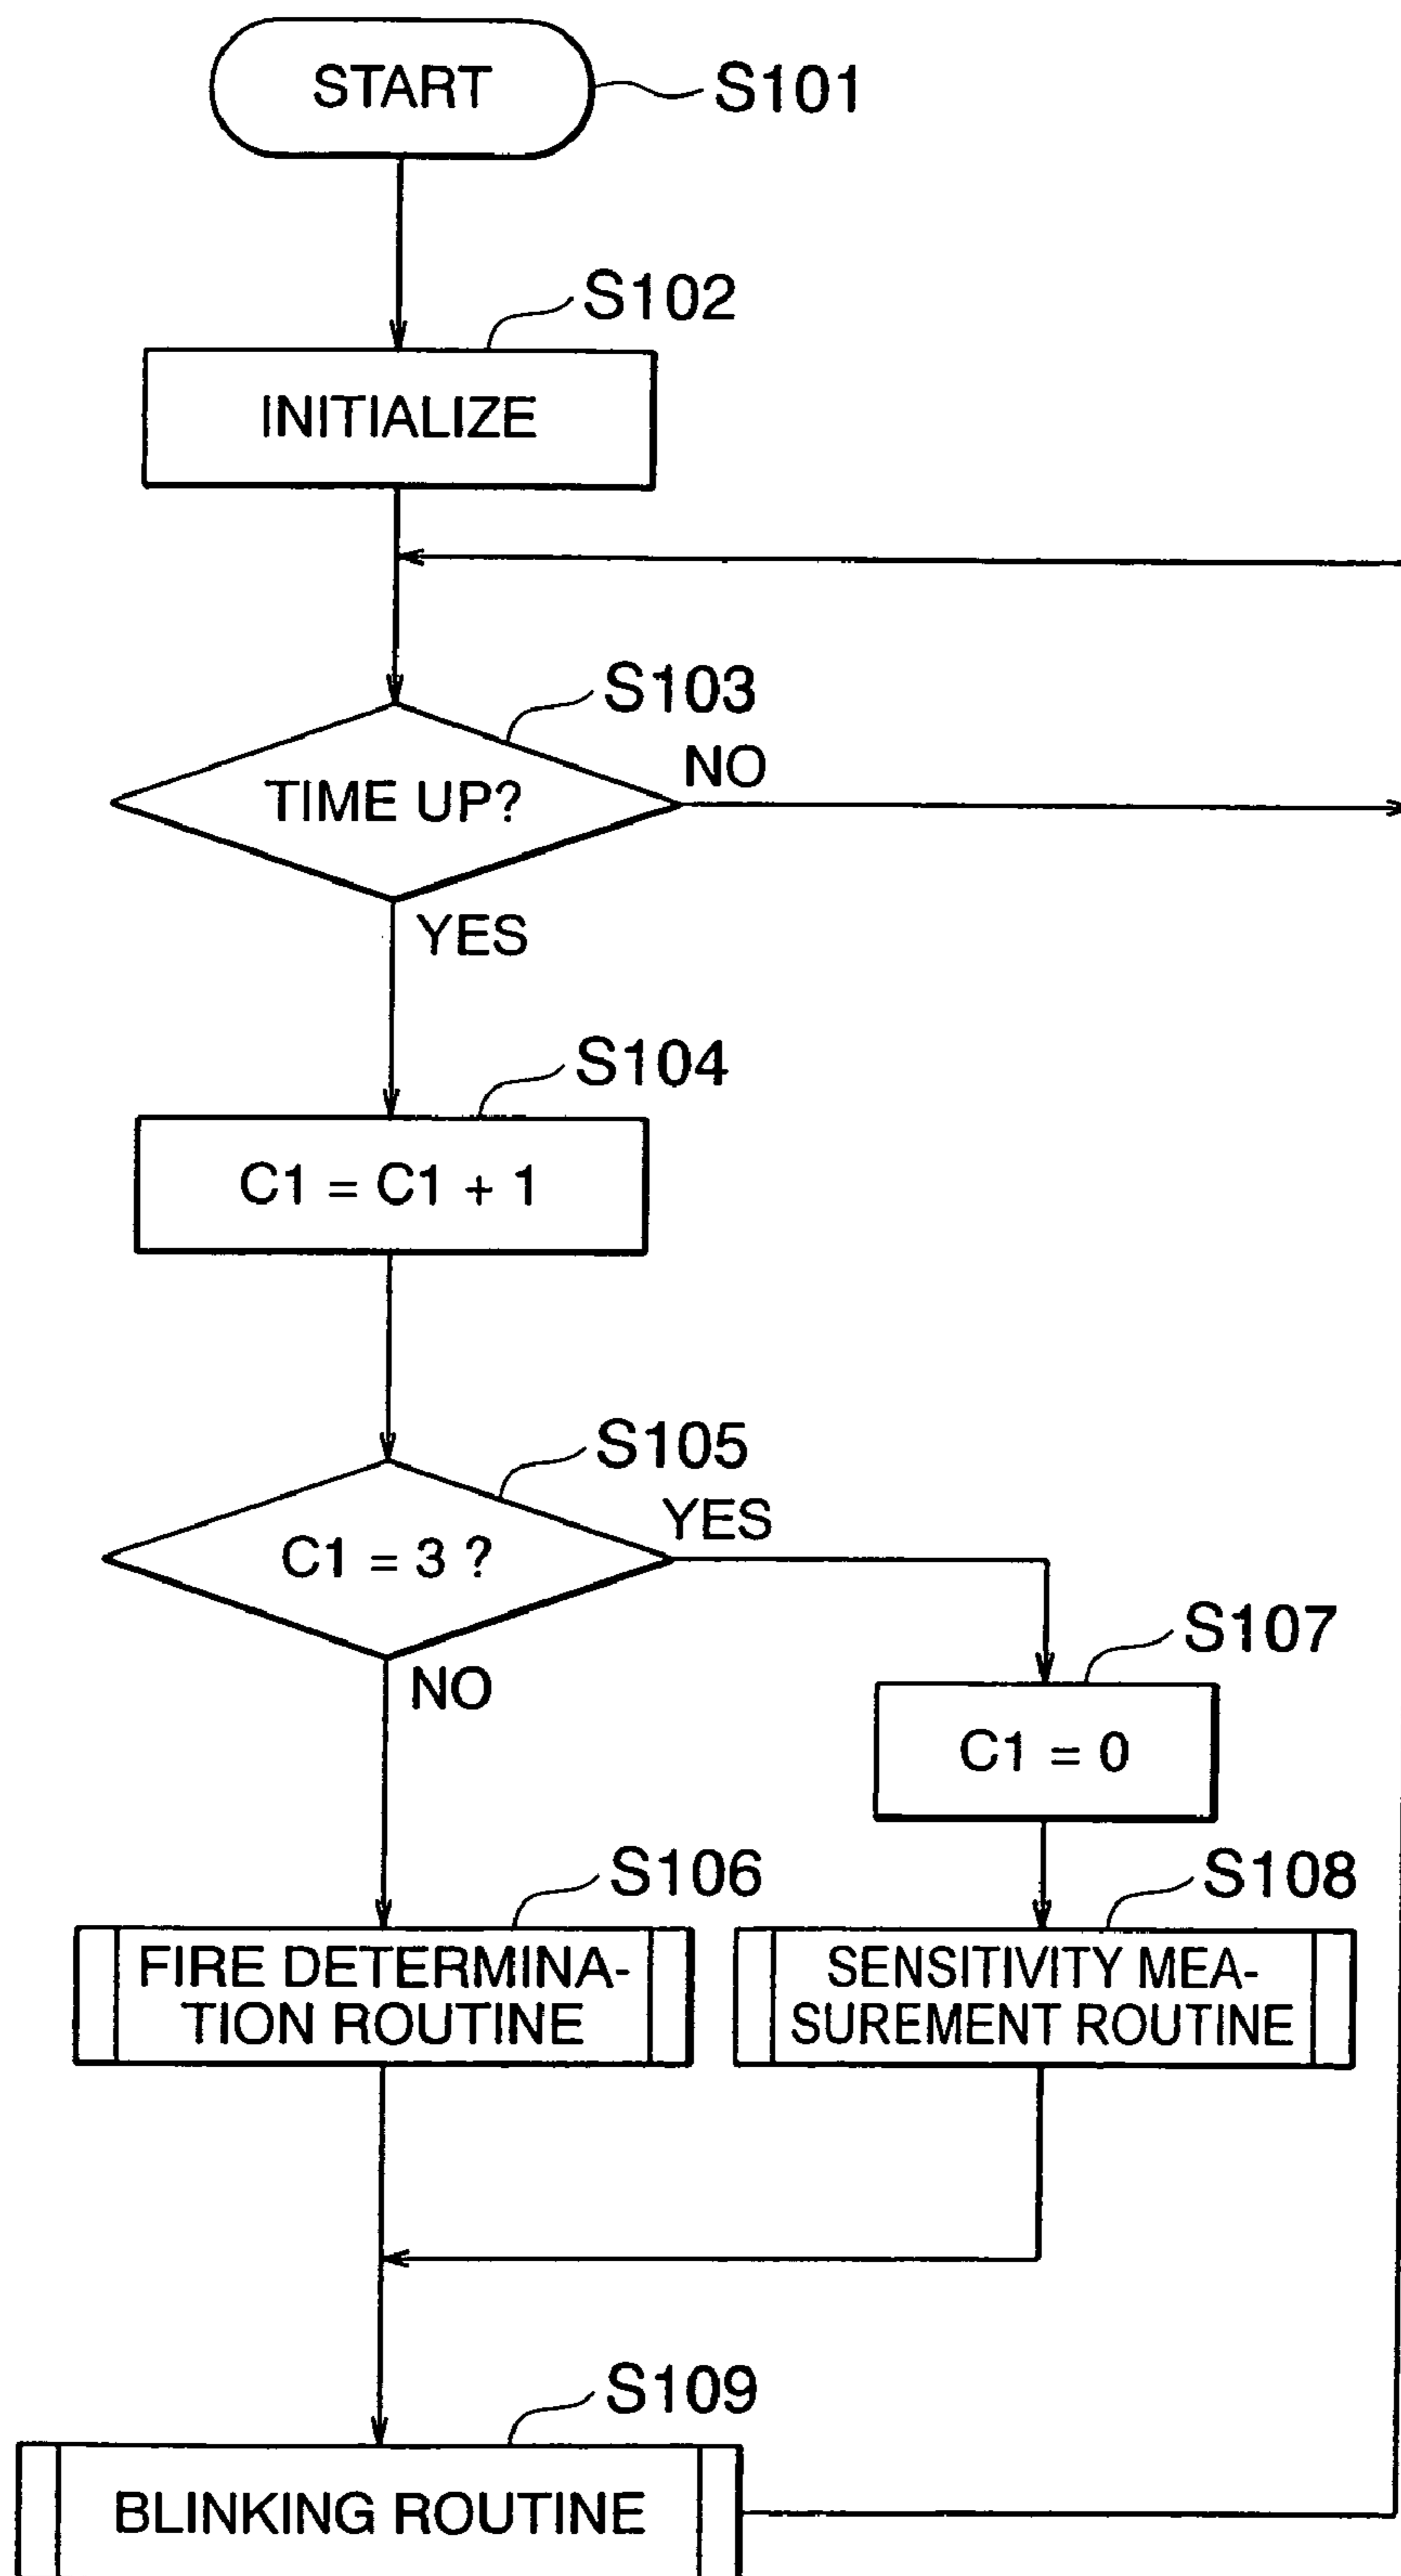 START
S101
S102
INITIALIZE
S103
TIME UP?
NO
YES
S104
C1 = C1 + 1
S105
C1 = 3 ?
YES
NO
S107
C1 = 0
S106
FIRE DETERMINA-
TION ROUTINE
S108
SENSITIVITY MEA-
SUREMENT ROUTINE
S109
BLINKING ROUTINE